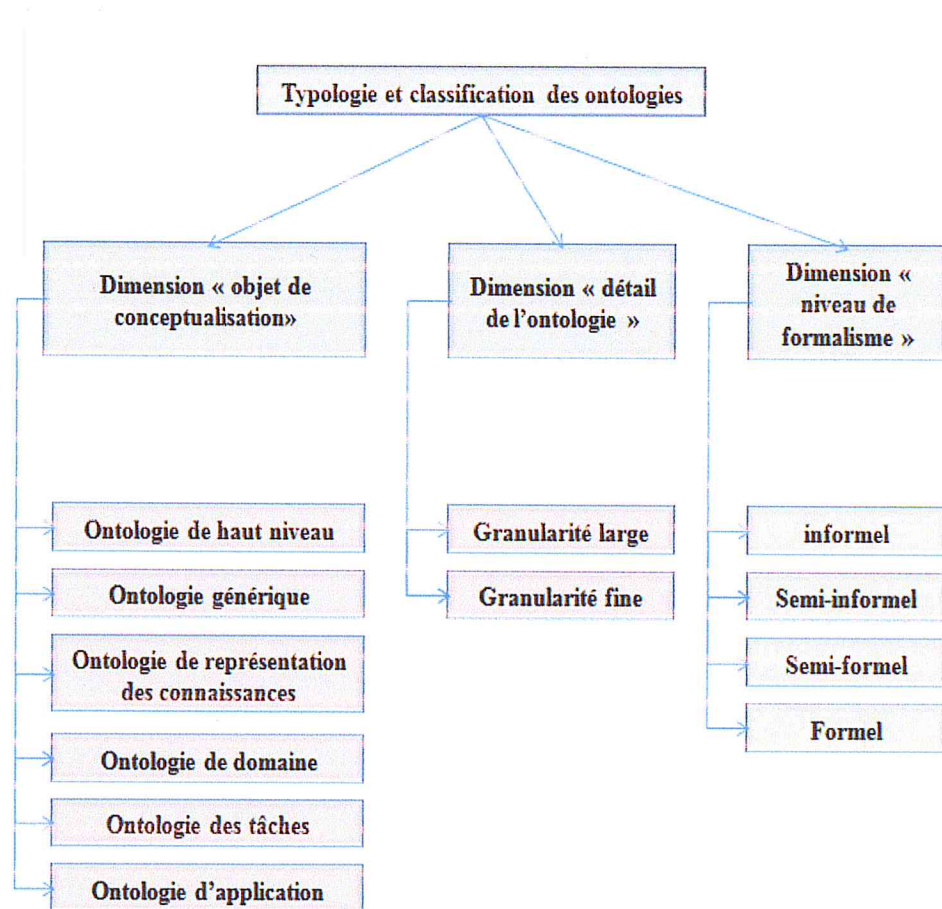 Typologie et classification des ontologies
Dimension « objet de
conceptualisation»
Ontologie de haut niveau
Ontologie générique
Ontologie de représentation
des connaissances
Ontologie de domaine
Ontologie des tâches
Ontologie d’application
Dimension « détail
de l’ontologie »
Granularité large
Granularité fine
Dimension «
niveau de
formalisme »
informel
Semi-informel
Semi-formel
Formel